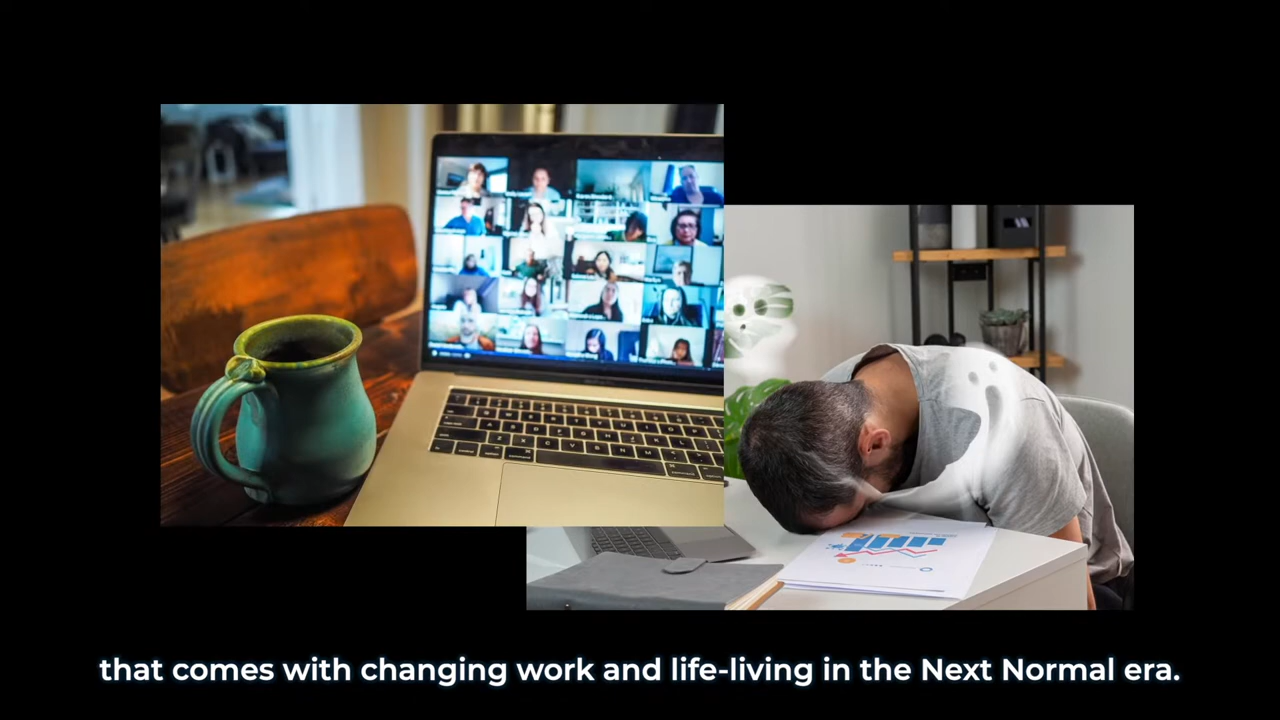 that comes with changing work and life-living in the Next Normal era.